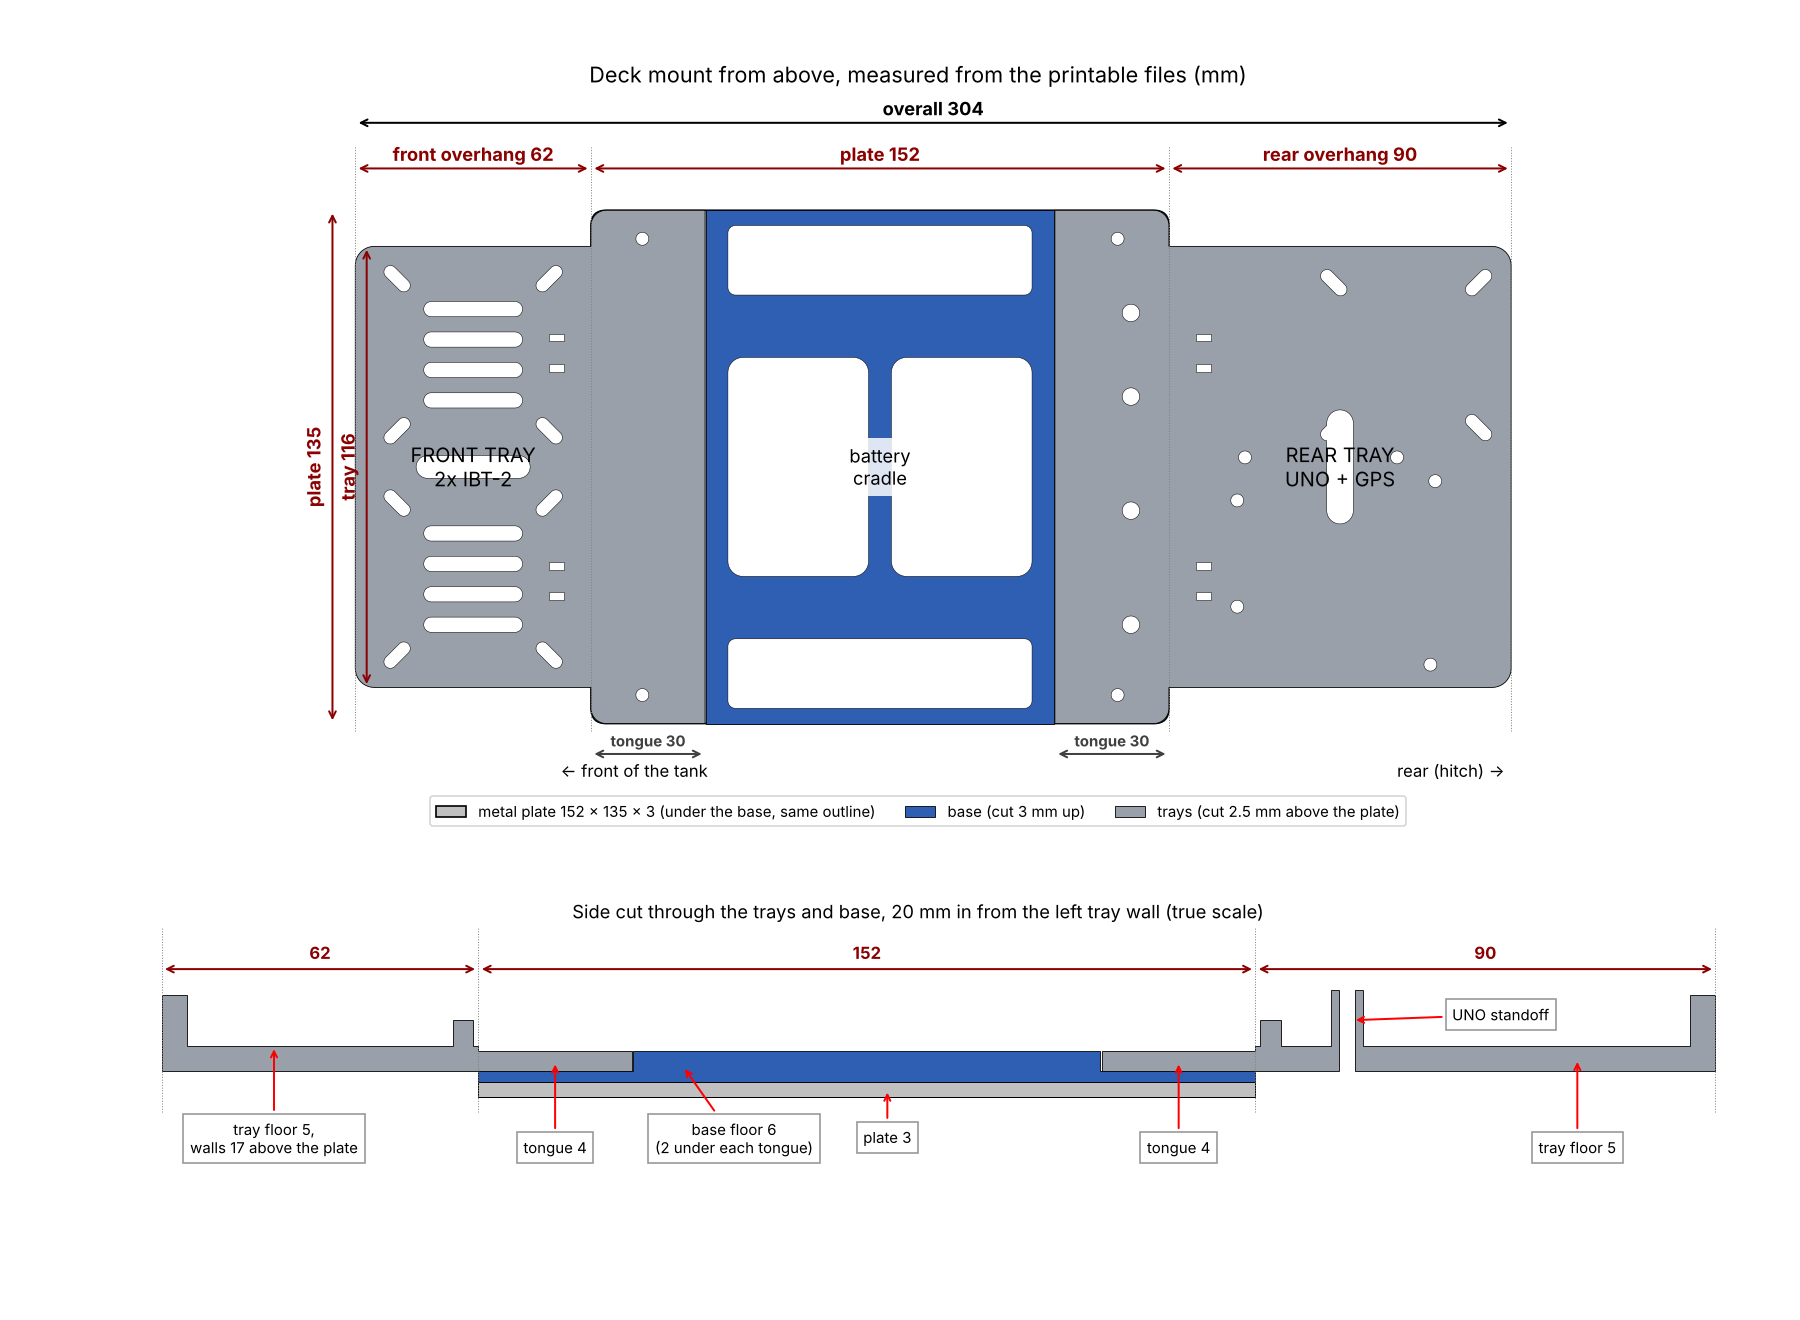 Deck mount from above, measured from the printable files (mm)
overall 304
front overhang 62
plate 152
rear overhang 90
plate 135
tray 116
FRONT TRAY
2x IBT-2
battery
cradle
REAR TRAY
UNO + GPS
tongue 30
tongue 30
← front of the tank
rear (hitch) →
metal plate 152 × 135 × 3 (under the base, same outline)
base (cut 3 mm up)
trays (cut 2.5 mm above the plate)
Side cut through the trays and base, 20 mm in from the left tray wall (true scale)
62
152
90
UNO standoff
tray floor 5,
walls 17 above the plate
tongue 4
base floor 6
(2 under each tongue)
plate 3
tongue 4
tray floor 5